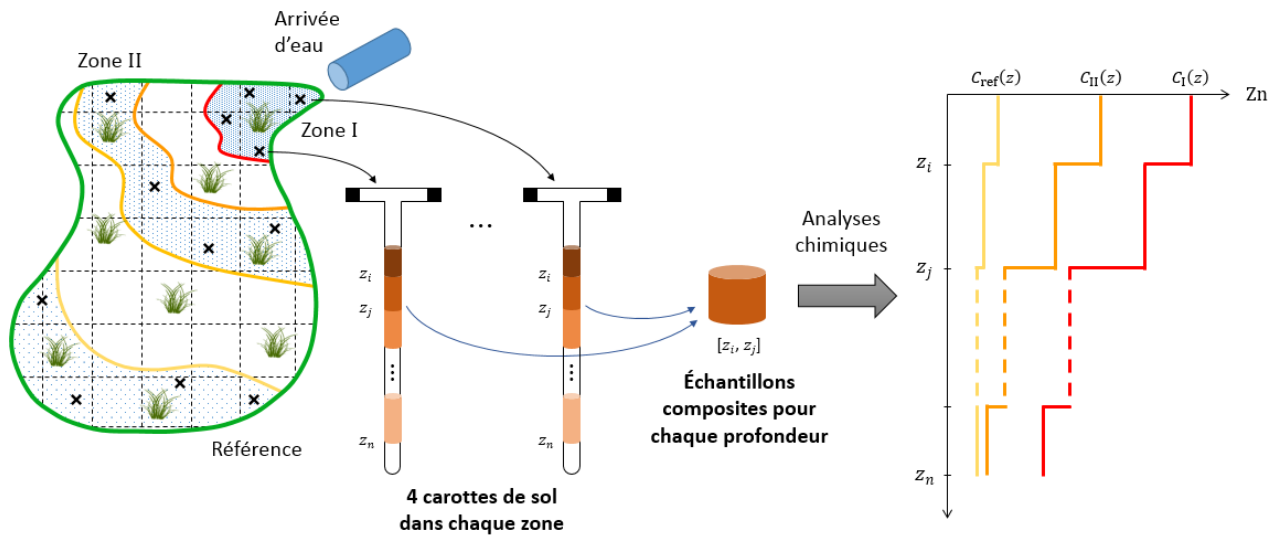 Arrivée
d'eau
Zone II
Zone I
Référence
z_i
z_j
z_n
...
z_i
z_j
z_n
4 carottes de sol
dans chaque zone
[z_i, z_j]
Échantillons
composites pour
chaque profondeur
Analyses
chimiques
C_ref(z)
C_II(z)
C_I(z)
Zn
z_i
z_j
z_n